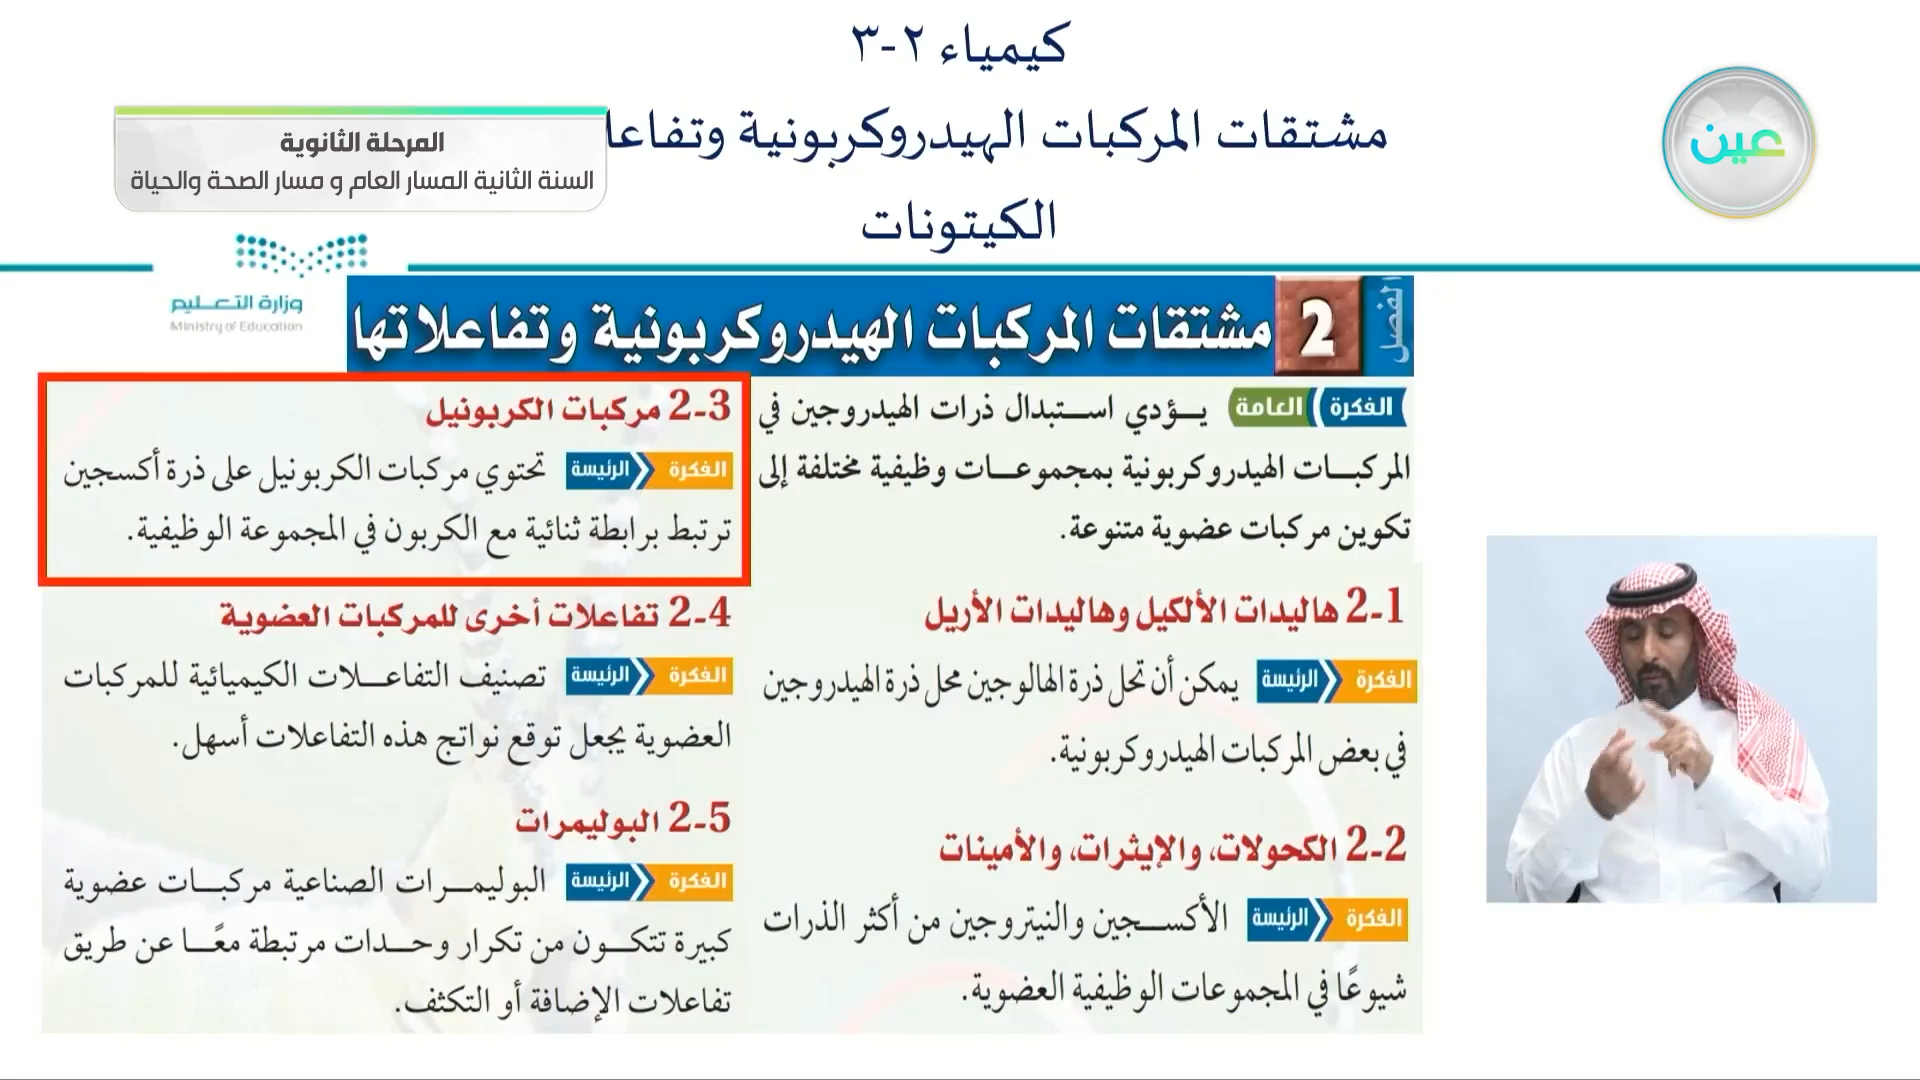 كيمياء ٢-٣
مشتقات المركبات الهيدروكربونية وتفاعلا
الكيتونات
عين
المرحلة الثانوية
السنة الثانية المسار العام و مسار الصحة والحياة
وزارة التعليم
Ministry of Education
الفصل 2 مشتقات المركبات الهيدروكربونية وتفاعلاتها
الفكرة العامة يؤدي استبدال ذرات الهيدروجين في
المركبات الهيدروكربونية بمجموعات وظيفية مختلفة إلى
تكوين مركبات عضوية متنوعة.
2-1 هاليدات الألكيل وهاليدات الأريل
الفكرة الرئيسة يمكن أن تحل ذرة الهالوجين محل ذرة الهيدروجين
في بعض المركبات الهيدروكربونية.
2-2 الكحولات، والإيثرات، والأمينات
الفكرة الرئيسة الأكسجين والنيتروجين من أكثر الذرات
شيوعًا في المجموعات الوظيفية العضوية.
2-3 مركبات الكربونيل
الفكرة الرئيسة تحتوي مركبات الكربونيل على ذرة أكسجين
ترتبط برابطة ثنائية مع الكربون في المجموعة الوظيفية.
2-4 تفاعلات أخرى للمركبات العضوية
الفكرة الرئيسة تصنيف التفاعلات الكيميائية للمركبات
العضوية يجعل توقع نواتج هذه التفاعلات أسهل.
2-5 البوليمرات
الفكرة الرئيسة البوليمرات الصناعية مركبات عضوية
كبيرة تتكون من تكرار وحدات مرتبطة معًا عن طريق
تفاعلات الإضافة أو التكثف.